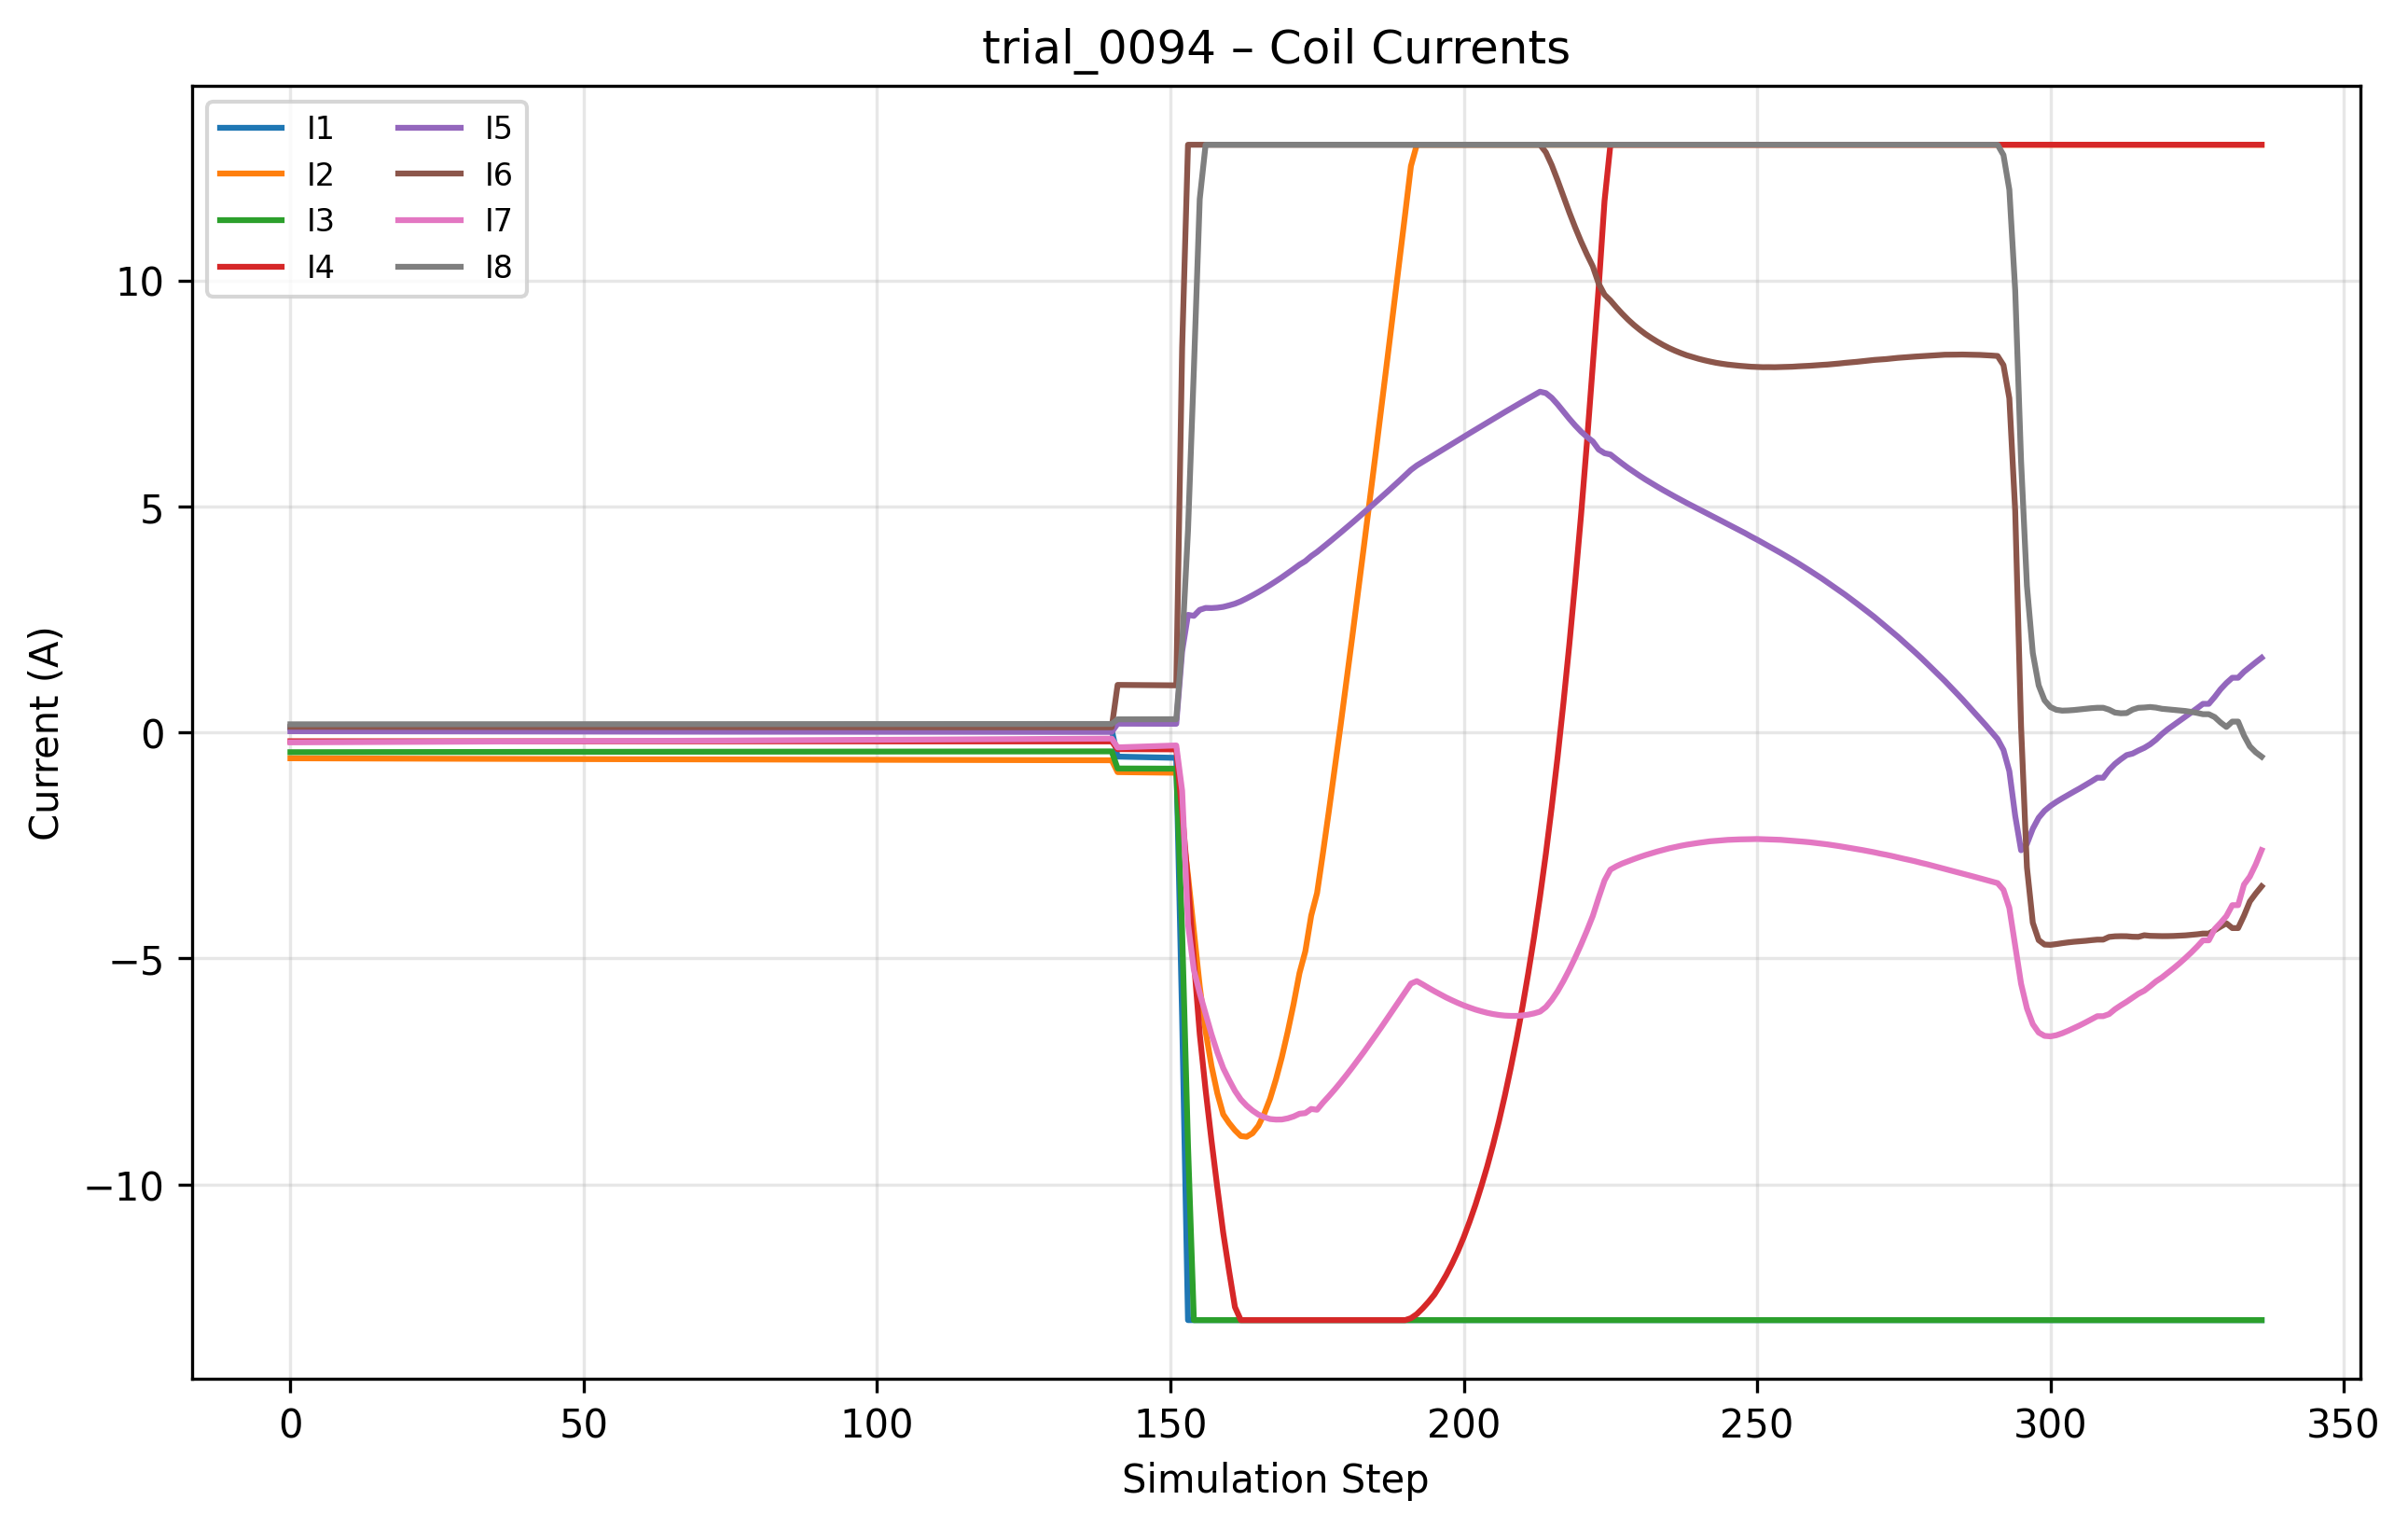 trial_0094 – Coil Currents
I1 I5
I2 I6
I3 I7
I4 I8
10
5
0
−5
−10
Current (A)
0 50 100 150 200 250 300 350
Simulation Step